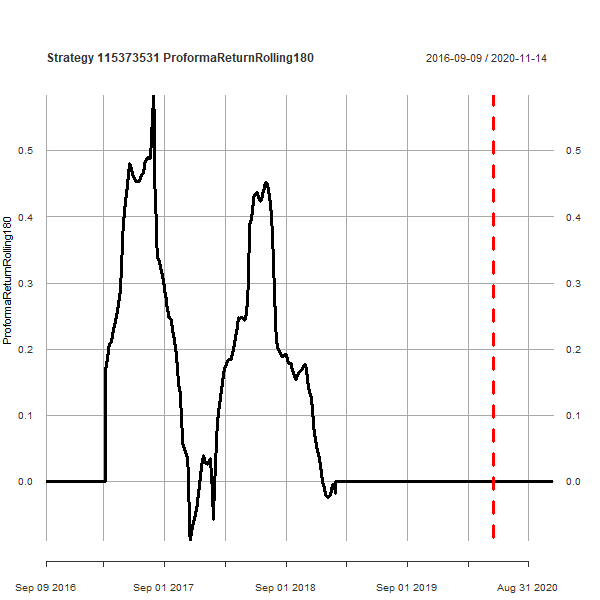 Strategy 115373531 ProformaReturnRolling180
2016-09-09 / 2020-11-14
ProformaReturnRolling180
0.5 0.5
0.4 0.4
0.3 0.3
0.2 0.2
0.1 0.1
0.0 0.0
Sep 09 2016 Sep 01 2017 Sep 01 2018 Sep 01 2019 Aug 31 2020